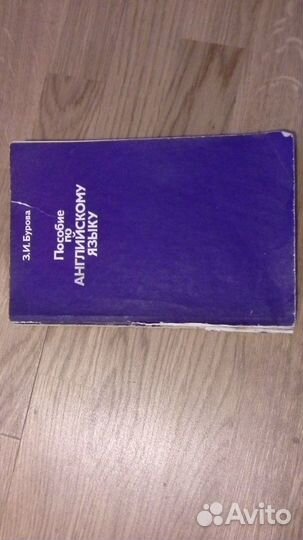 З.И.Бурова
Пособие
по
АНГЛИЙСКОМУ
ЯЗЫКУ
Avito